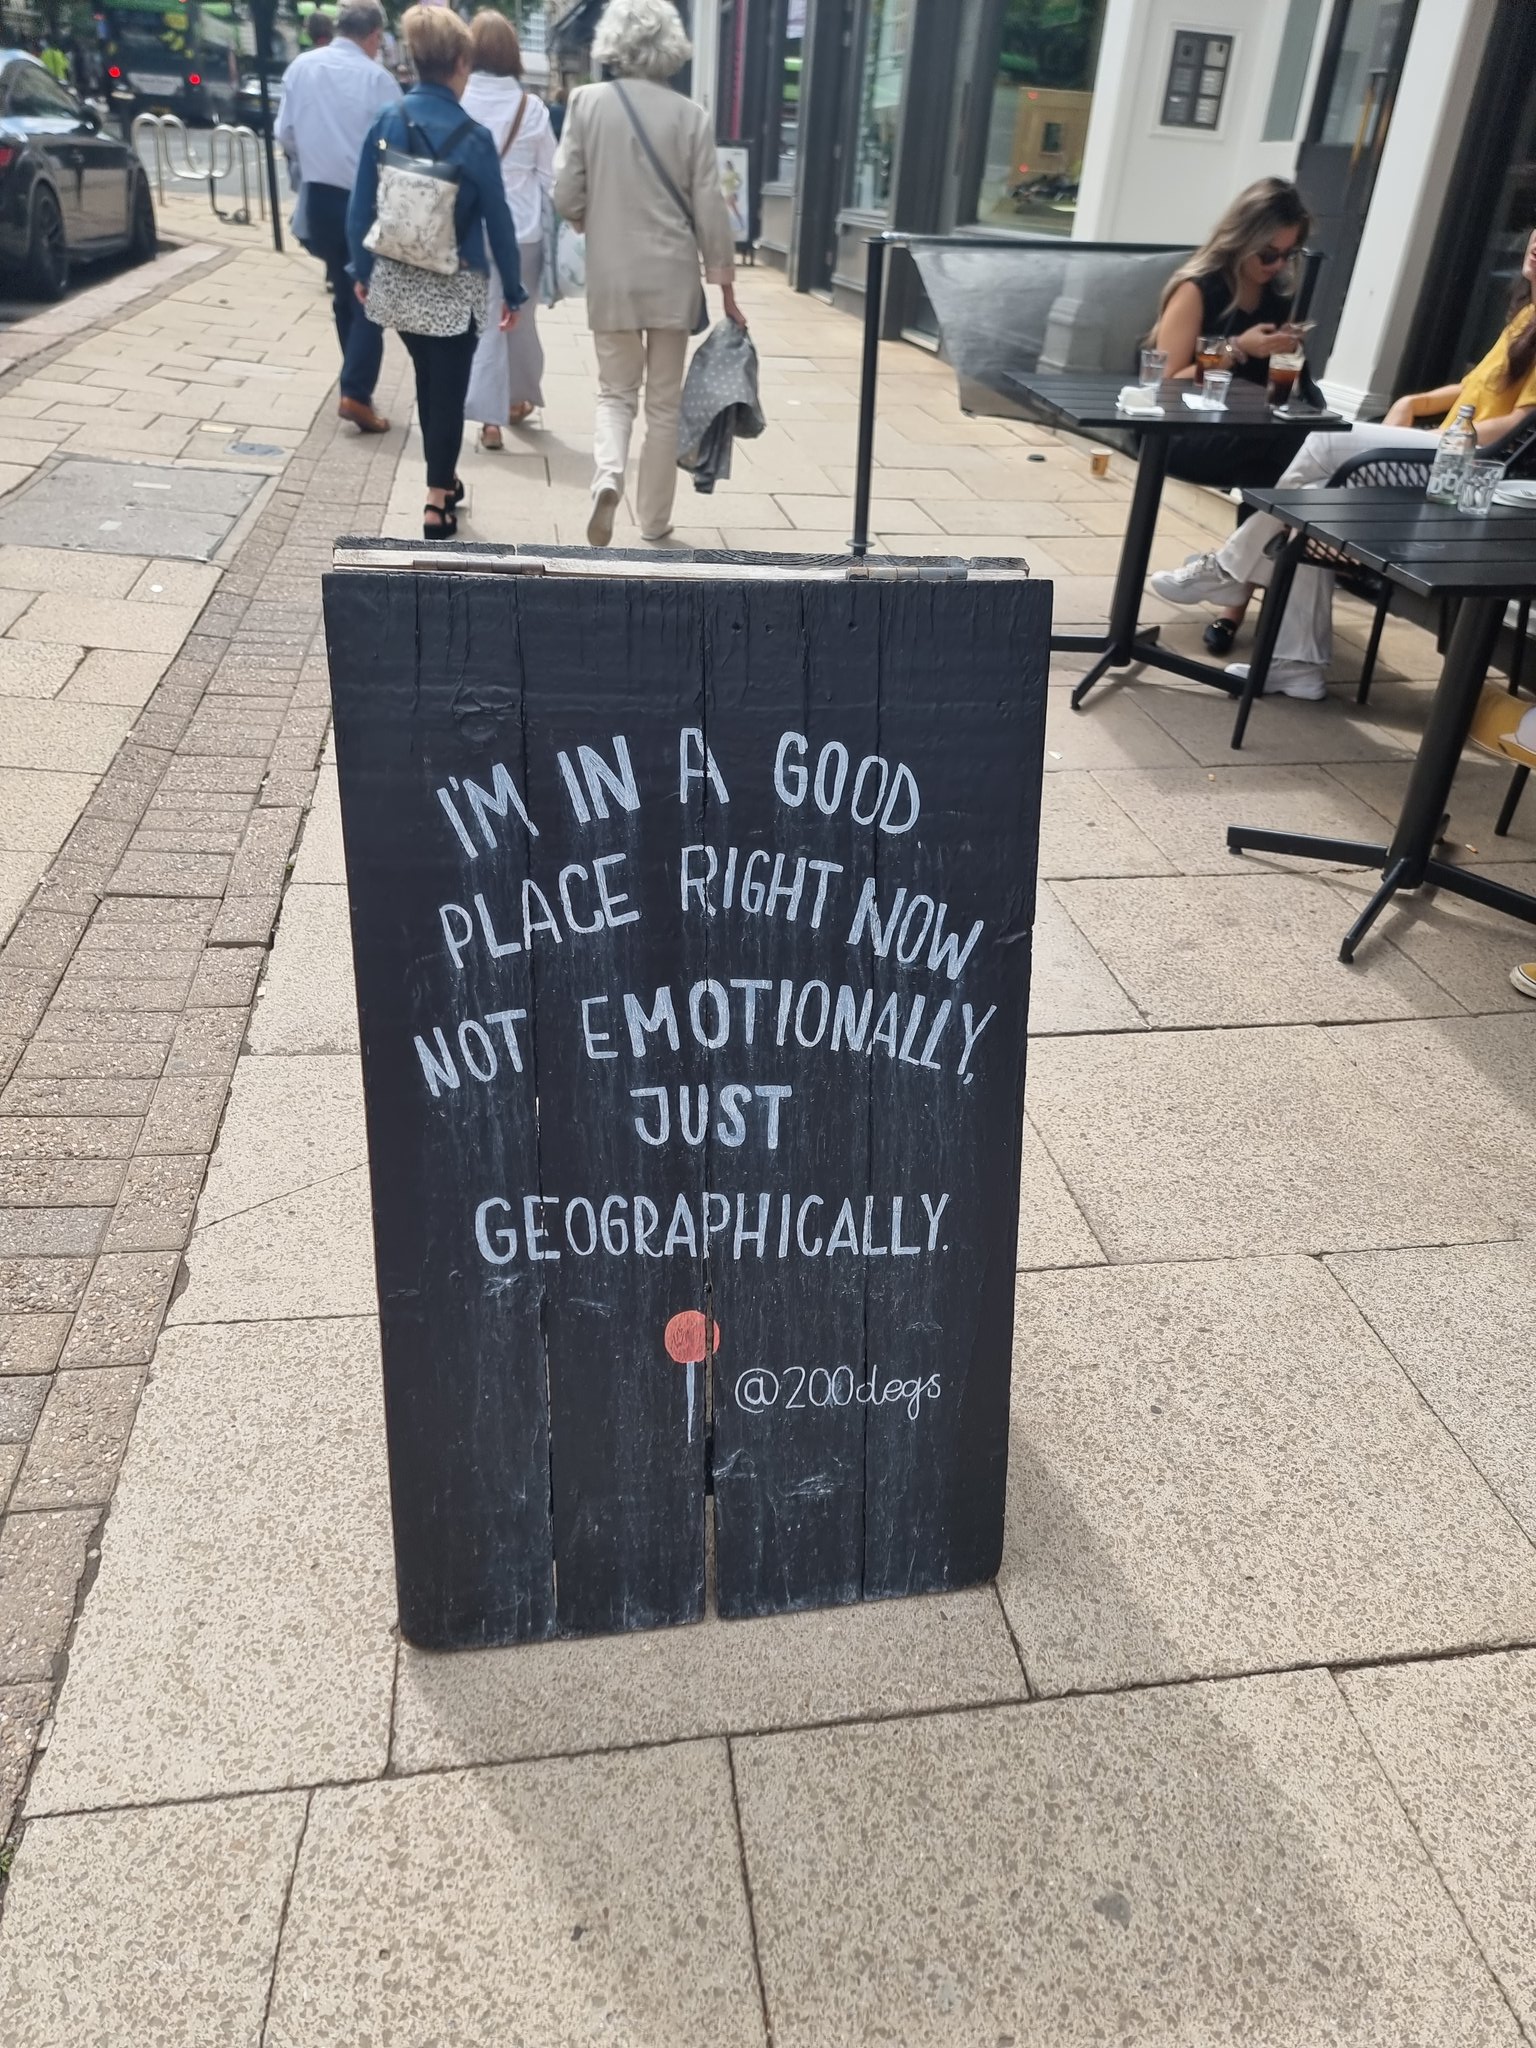 I'M IN A GOOD
PLACE RIGHT NOW
NOT EMOTIONALLY,
JUST
GEOGRAPHICALLY.
@200degs